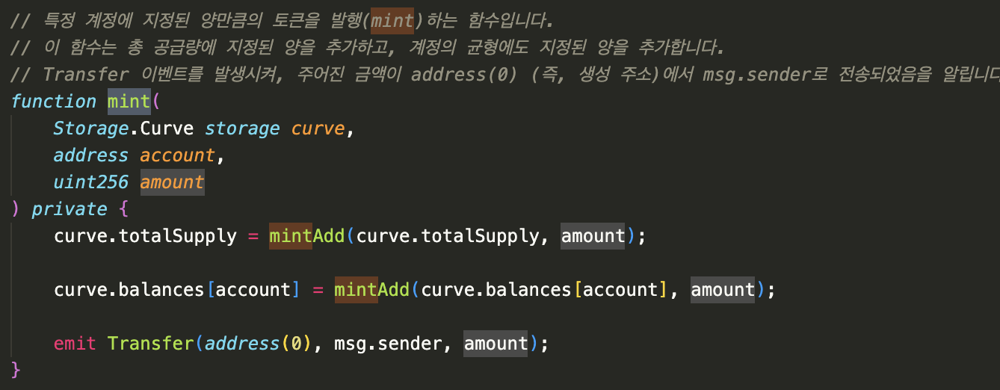 // 특정 계정에 지정된 양만큼의 토큰을 발행(mint)하는 함수입니다.
// 이 함수는 총 공급량에 지정된 양을 추가하고, 계정의 균형에도 지정된 양을 추가합니다.
// Transfer 이벤트를 발생시켜, 주어진 금액이 address(0) (즉, 생성 주소)에서 msg.sender로 전송되었음을 알립니다
function mint(
    Storage.Curve storage curve,
    address account,
    uint256 amount
) private {
    curve.totalSupply = mintAdd(curve.totalSupply, amount);
    curve.balances[account] = mintAdd(curve.balances[account], amount);
    emit Transfer(address(0), msg.sender, amount);
}